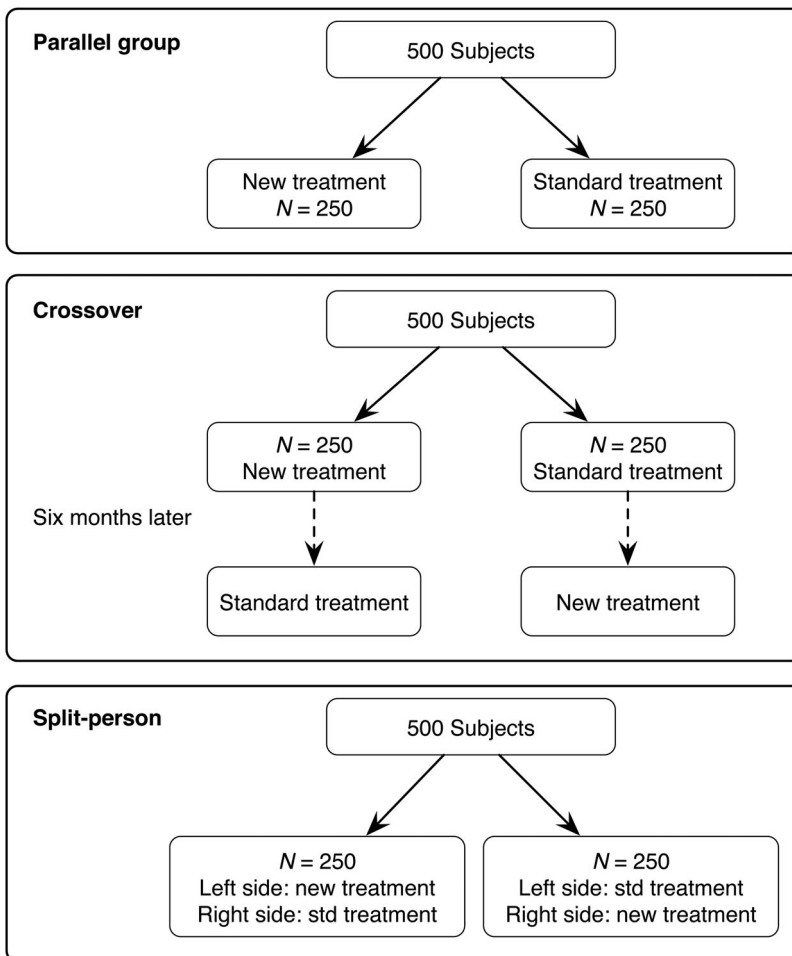 Parallel group
500 Subjects
New treatment
N = 250
Standard treatment
N = 250
Crossover
500 Subjects
N = 250
New treatment
N = 250
Standard treatment
Six months later
Standard treatment
New treatment
Split-person
500 Subjects
N = 250
Left side: new treatment
Right side: std treatment
N = 250
Left side: std treatment
Right side: new treatment